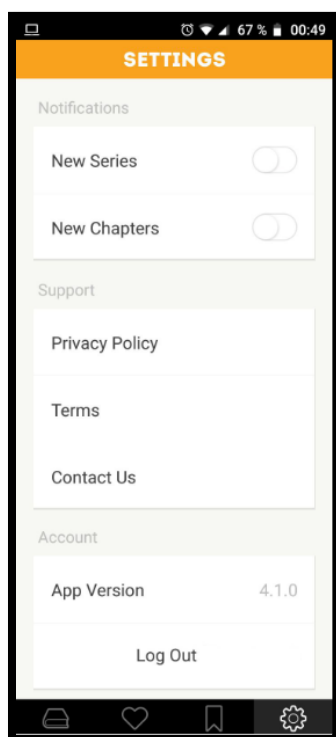 67 % 00:49
SETTINGS
Notifications
New Series
New Chapters
Support
Privacy Policy
Terms
Contact Us
Account
App Version 4.1.0
Log Out